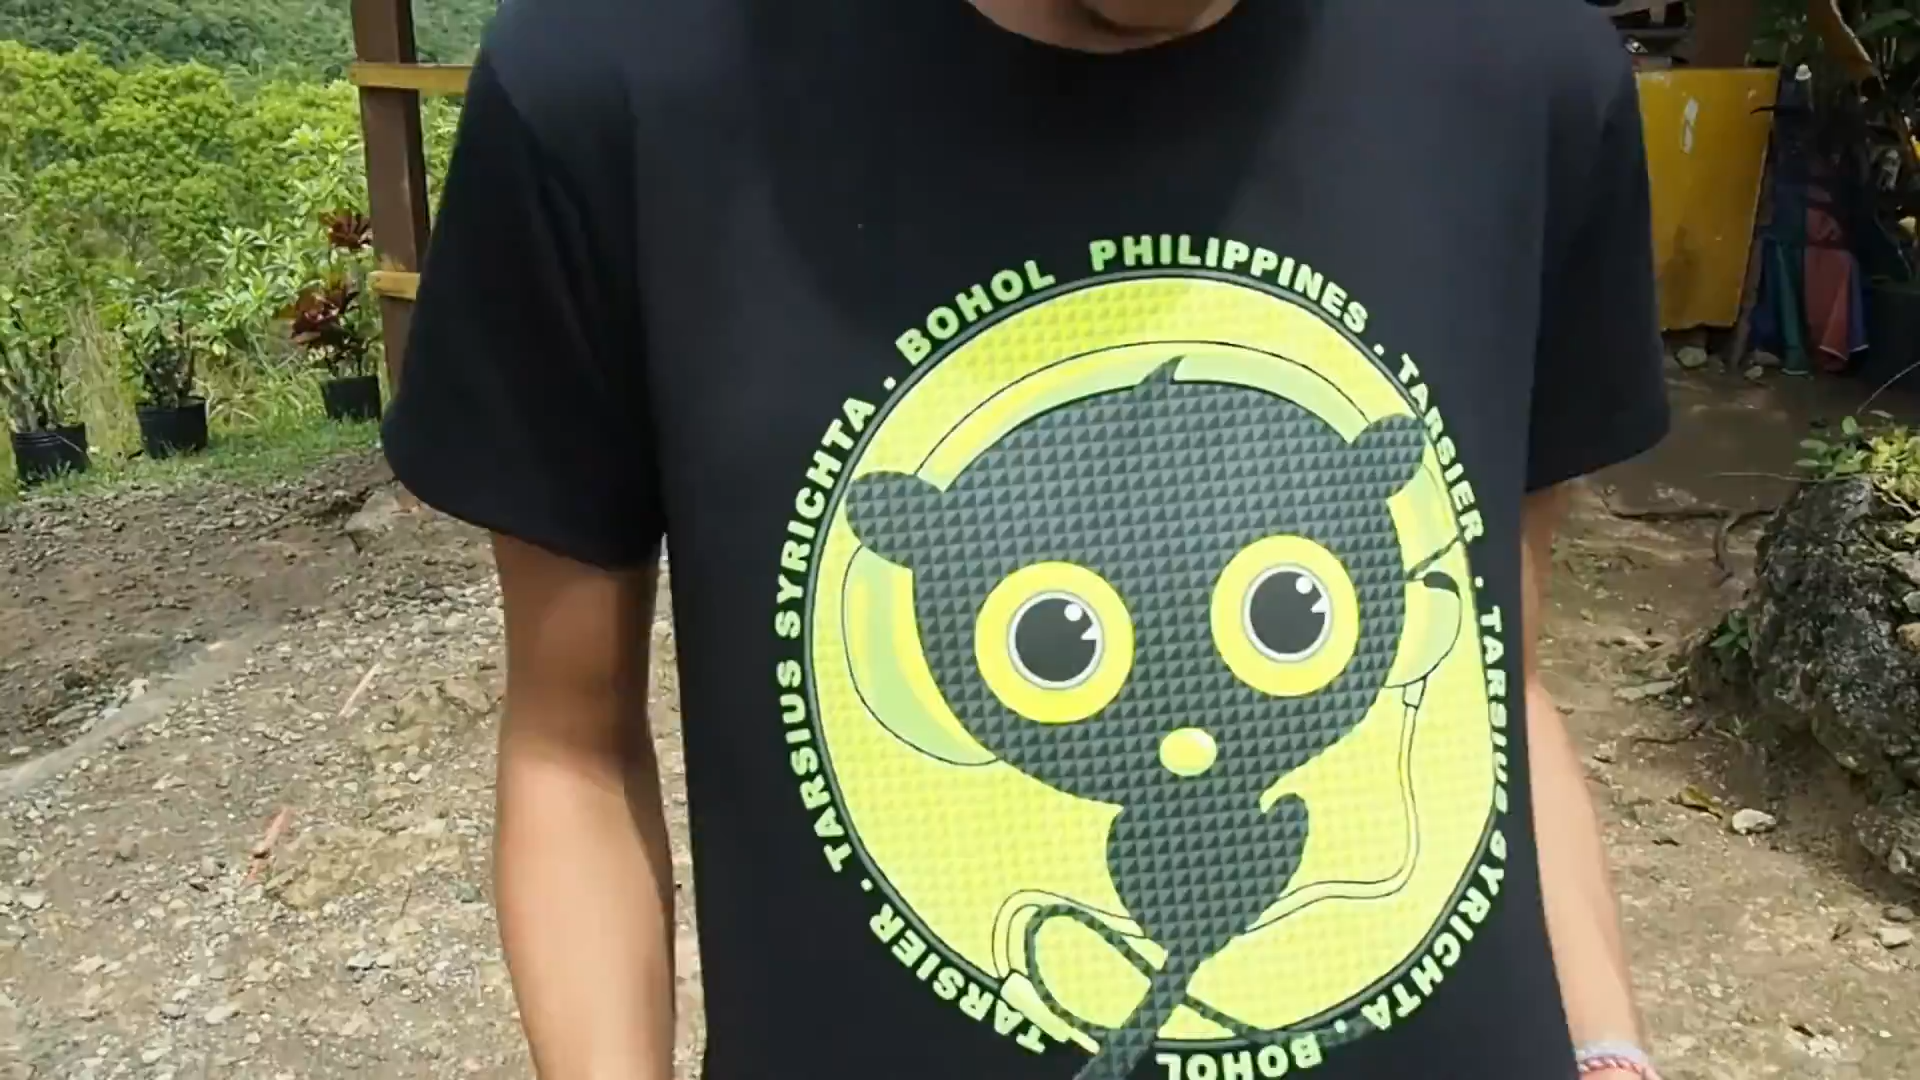 BOHOL PHILIPPINES . TARSIER . TARSIUS SYRICHTA . BOHOL
TARSIER . TARSIUS SYRICHTA .